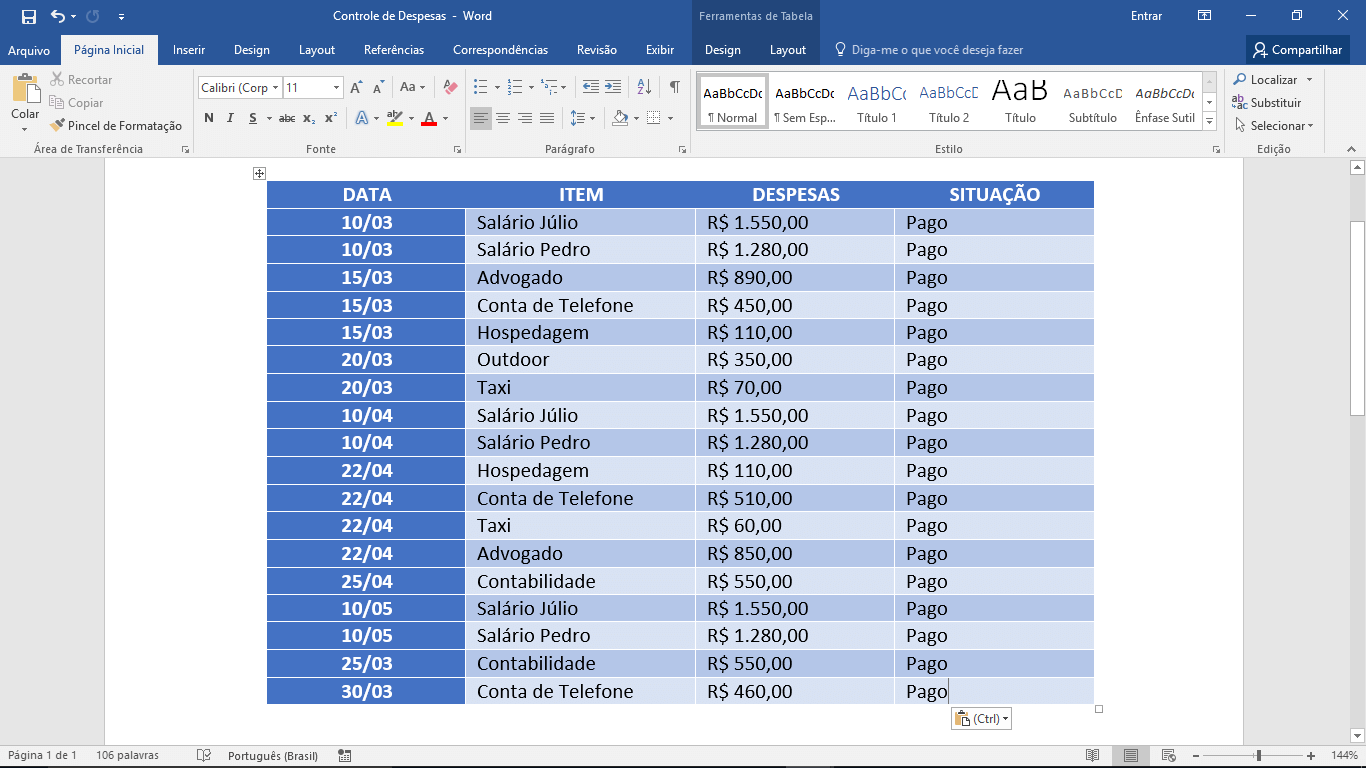 Controle de Despesas - Word
Ferramentas de Tabela
Entrar
Arquivo Página Inicial Inserir Design Layout Referências Correspondências Revisão Exibir Design Layout Diga-me o que você deseja fazer Compartilhar
Colar
Recortar
Copiar
Pincel de Formatação
Área de Transferência
Calibri (Corp 11
Aa
N I S abc x₂ x² A ab A
Fonte
Parágrafo
AaBbCcDc AaBbCcDc AaBbCc AaBbCcD AaB AaBbCcD AaBbCcDc
¶ Normal ¶ Sem Esp... Título 1 Título 2 Título Subtítulo Ênfase Sutil
Estilo
Localizar
Substituir
Selecionar
Edição
DATA ITEM DESPESAS SITUAÇÃO
10/03 Salário Júlio R$ 1.550,00 Pago
10/03 Salário Pedro R$ 1.280,00 Pago
15/03 Advogado R$ 890,00 Pago
15/03 Conta de Telefone R$ 450,00 Pago
15/03 Hospedagem R$ 110,00 Pago
20/03 Outdoor R$ 350,00 Pago
20/03 Taxi R$ 70,00 Pago
10/04 Salário Júlio R$ 1.550,00 Pago
10/04 Salário Pedro R$ 1.280,00 Pago
22/04 Hospedagem R$ 110,00 Pago
22/04 Conta de Telefone R$ 510,00 Pago
22/04 Taxi R$ 60,00 Pago
22/04 Advogado R$ 850,00 Pago
25/04 Contabilidade R$ 550,00 Pago
10/05 Salário Júlio R$ 1.550,00 Pago
10/05 Salário Pedro R$ 1.280,00 Pago
25/03 Contabilidade R$ 550,00 Pago
30/03 Conta de Telefone R$ 460,00 Pago
(Ctrl)
Página 1 de 1 106 palavras Português (Brasil) 144%